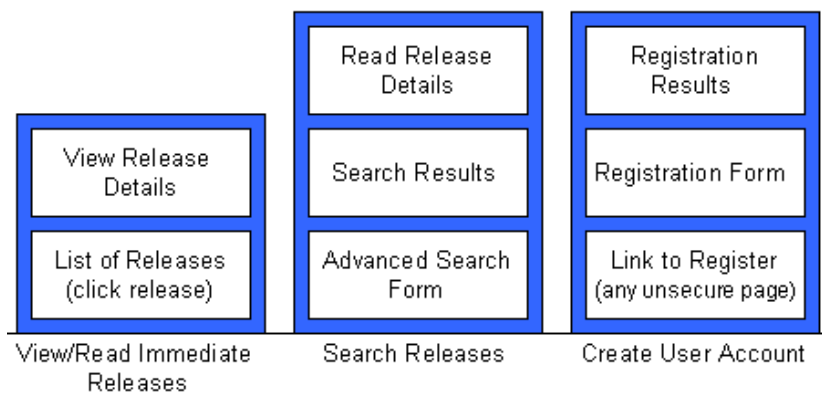 Read Release
Details
Registration
Results
View Release
Details
Search Results
Registration Form
List of Releases
(click release)
Advanced Search
Form
Link to Register
(any unsecure page)
View/Read Immediate
Releases
Search Releases
Create User Account